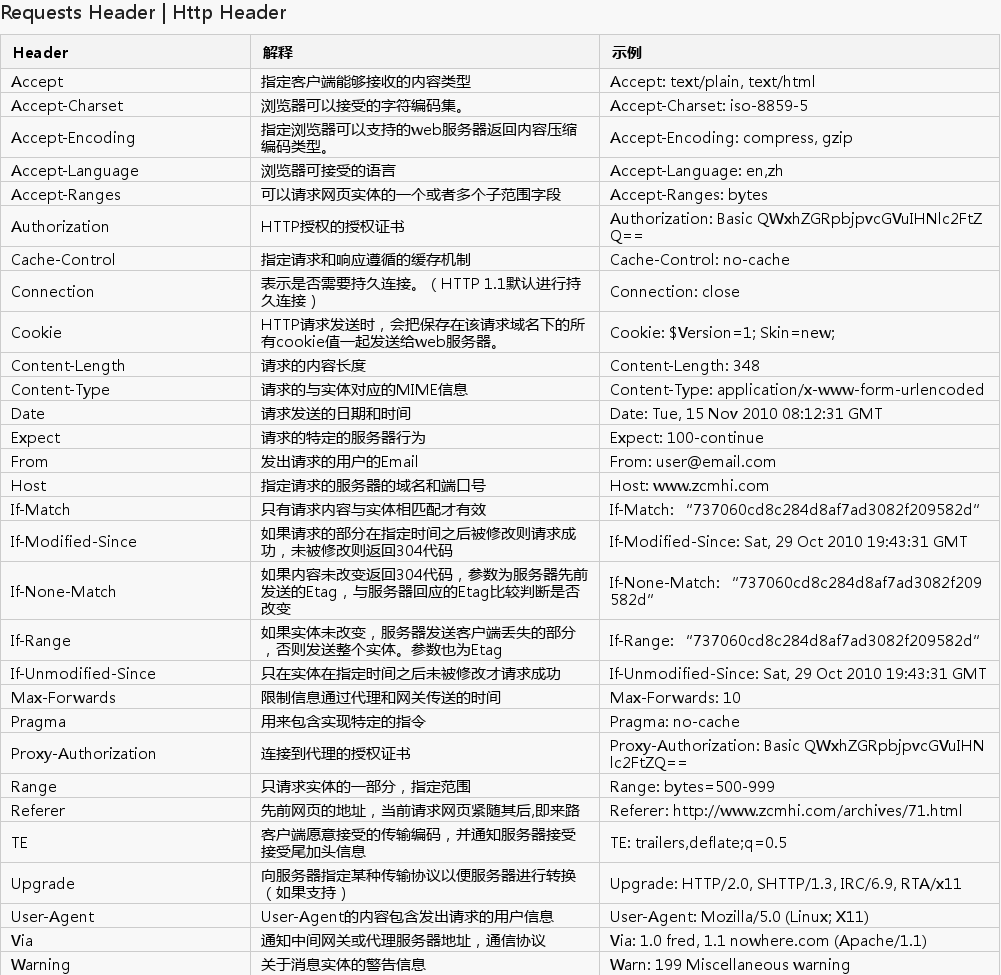 Requests Header | Http Header
Header 解释 示例
Accept 指定客户端能够接收的内容类型 Accept: text/plain, text/html
Accept-Charset 浏览器可以接受的字符编码集。 Accept-Charset: iso-8859-5
Accept-Encoding 指定浏览器可以支持的web服务器返回内容压缩
编码类型。 Accept-Encoding: compress, gzip
Accept-Language 浏览器可接受的语言 Accept-Language: en,zh
Accept-Ranges 可以请求网页实体的一个或者多个子范围字段 Accept-Ranges: bytes
Authorization HTTP授权的授权证书 Authorization: Basic QWxhZGRpbjpvcGVuIHNlc2FtZ
Q==
Cache-Control 指定请求和响应遵循的缓存机制 Cache-Control: no-cache
Connection 表示是否需要持久连接。（HTTP 1.1默认进行持
久连接） Connection: close
Cookie HTTP请求发送时，会把保存在该请求域名下的所
有cookie值一起发送给web服务器。 Cookie: $Version=1; Skin=new;
Content-Length 请求的内容长度 Content-Length: 348
Content-Type 请求的与实体对应的MIME信息 Content-Type: application/x-www-form-urlencoded
Date 请求发送的日期和时间 Date: Tue, 15 Nov 2010 08:12:31 GMT
Expect 请求的特定的服务器行为 Expect: 100-continue
From 发出请求的用户的Email From: user@email.com
Host 指定请求的服务器的域名和端口号 Host: www.zcmhi.com
If-Match 只有请求内容与实体相匹配才有效 If-Match: “737060cd8c284d8af7ad3082f209582d”
If-Modified-Since 如果请求的部分在指定时间之后被修改则请求成
功，未被修改则返回304代码 If-Modified-Since: Sat, 29 Oct 2010 19:43:31 GMT
If-None-Match 如果内容未改变返回304代码，参数为服务器先前
发送的Etag，与服务器回应的Etag比较判断是否
改变 If-None-Match: “737060cd8c284d8af7ad3082f209
582d”
If-Range 如果实体未改变，服务器发送客户端丢失的部分
，否则发送整个实体。参数也为Etag If-Range: “737060cd8c284d8af7ad3082f209582d”
If-Unmodified-Since 只在实体在指定时间之后未被修改才请求成功 If-Unmodified-Since: Sat, 29 Oct 2010 19:43:31 GMT
Max-Forwards 限制信息通过代理和网关传送的时间 Max-Forwards: 10
Pragma 用来包含实现特定的指令 Pragma: no-cache
Proxy-Authorization 连接到代理的授权证书 Proxy-Authorization: Basic QWxhZGRpbjpvcGVuIHN
lc2FtZQ==
Range 只请求实体的一部分，指定范围 Range: bytes=500-999
Referer 先前网页的地址，当前请求网页紧随其后,即来路 Referer: http://www.zcmhi.com/archives/71.html
TE 客户端愿意接受的传输编码，并通知服务器接受
接受尾加头信息 TE: trailers,deflate;q=0.5
Upgrade 向服务器指定某种传输协议以便服务器进行转换
（如果支持） Upgrade: HTTP/2.0, SHTTP/1.3, IRC/6.9, RTA/x11
User-Agent User-Agent的内容包含发出请求的用户信息 User-Agent: Mozilla/5.0 (Linux; X11)
Via 通知中间网关或代理服务器地址，通信协议 Via: 1.0 fred, 1.1 nowhere.com (Apache/1.1)
Warning 关于消息实体的警告信息 Warn: 199 Miscellaneous warning